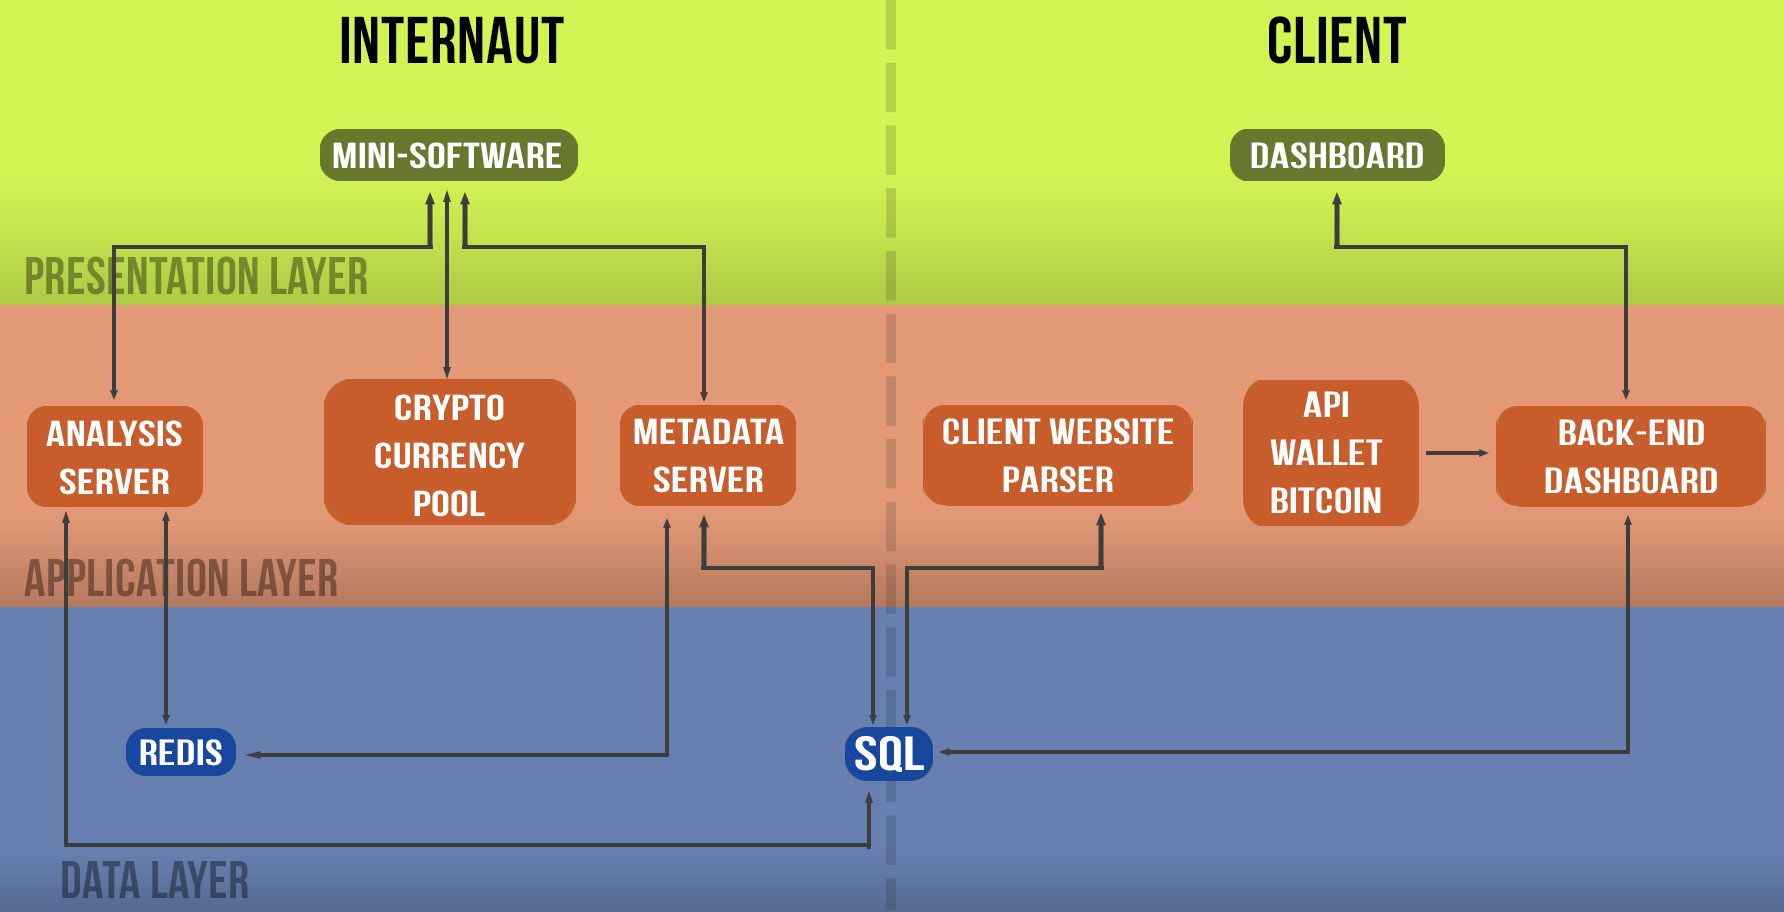 INTERNAUT
CLIENT
MINI-SOFTWARE
DASHBOARD
PRESENTATION LAYER
ANALYSIS
SERVER
CRYPTO
CURRENCY
POOL
METADATA
SERVER
CLIENT WEBSITE
PARSER
API
WALLET
BITCOIN
BACK-END
DASHBOARD
APPLICATION LAYER
REDIS
SQL
DATA LAYER